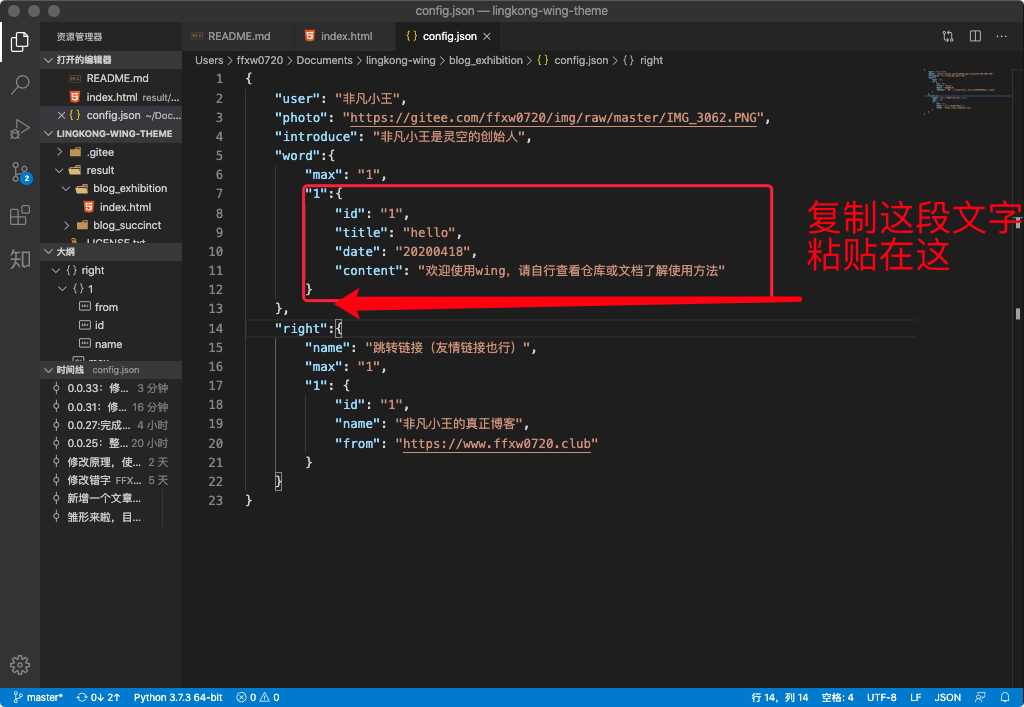 config.json — lingkong-wing-theme
资源管理器
README.md
index.html
{} config.json
打开的编辑器
README.md
index.html result/...
{} config.json ~/Doc...
LINGKONG-WING-THEME
.gitee
result
blog_exhibition
index.html
blog_succinct
大纲
{} right
{} 1
from
id
name
时间线 config.json
0.0.33：修... 3 分钟
0.0.31：修... 16 分钟
0.0.27:完成... 4 小时
0.0.25：整... 20 小时
修改原理，使... 2 天
修改错字 FFX... 5 天
新增一个文章...
雏形来啦，目...
Users > ffxw0720 > Documents > lingkong-wing > blog_exhibition > {} config.json > {} right
1 {
2 "user": "非凡小王",
3 "photo": "https://gitee.com/ffxw0720/img/raw/master/IMG_3062.PNG",
4 "introduce": "非凡小王是灵空的创始人",
5 "word":{
6 "max": "1",
7 "1":{
8 "id": "1",
9 "title": "hello",
10 "date": "20200418",
11 "content": "欢迎使用wing，请自行查看仓库或文档了解使用方法"
12 }
13 },
14 "right":{
15 "name": "跳转链接（友情链接也行）",
16 "max": "1",
17 "1": {
18 "id": "1",
19 "name": "非凡小王的真正博客",
20 "from": "https://www.ffxw0720.club"
21 }
22 }
23 }
复制这段文字
粘贴在这
知
2
master* 0↓ 2↑ Python 3.7.3 64-bit 0 0 行 14，列 14 空格: 4 UTF-8 LF JSON